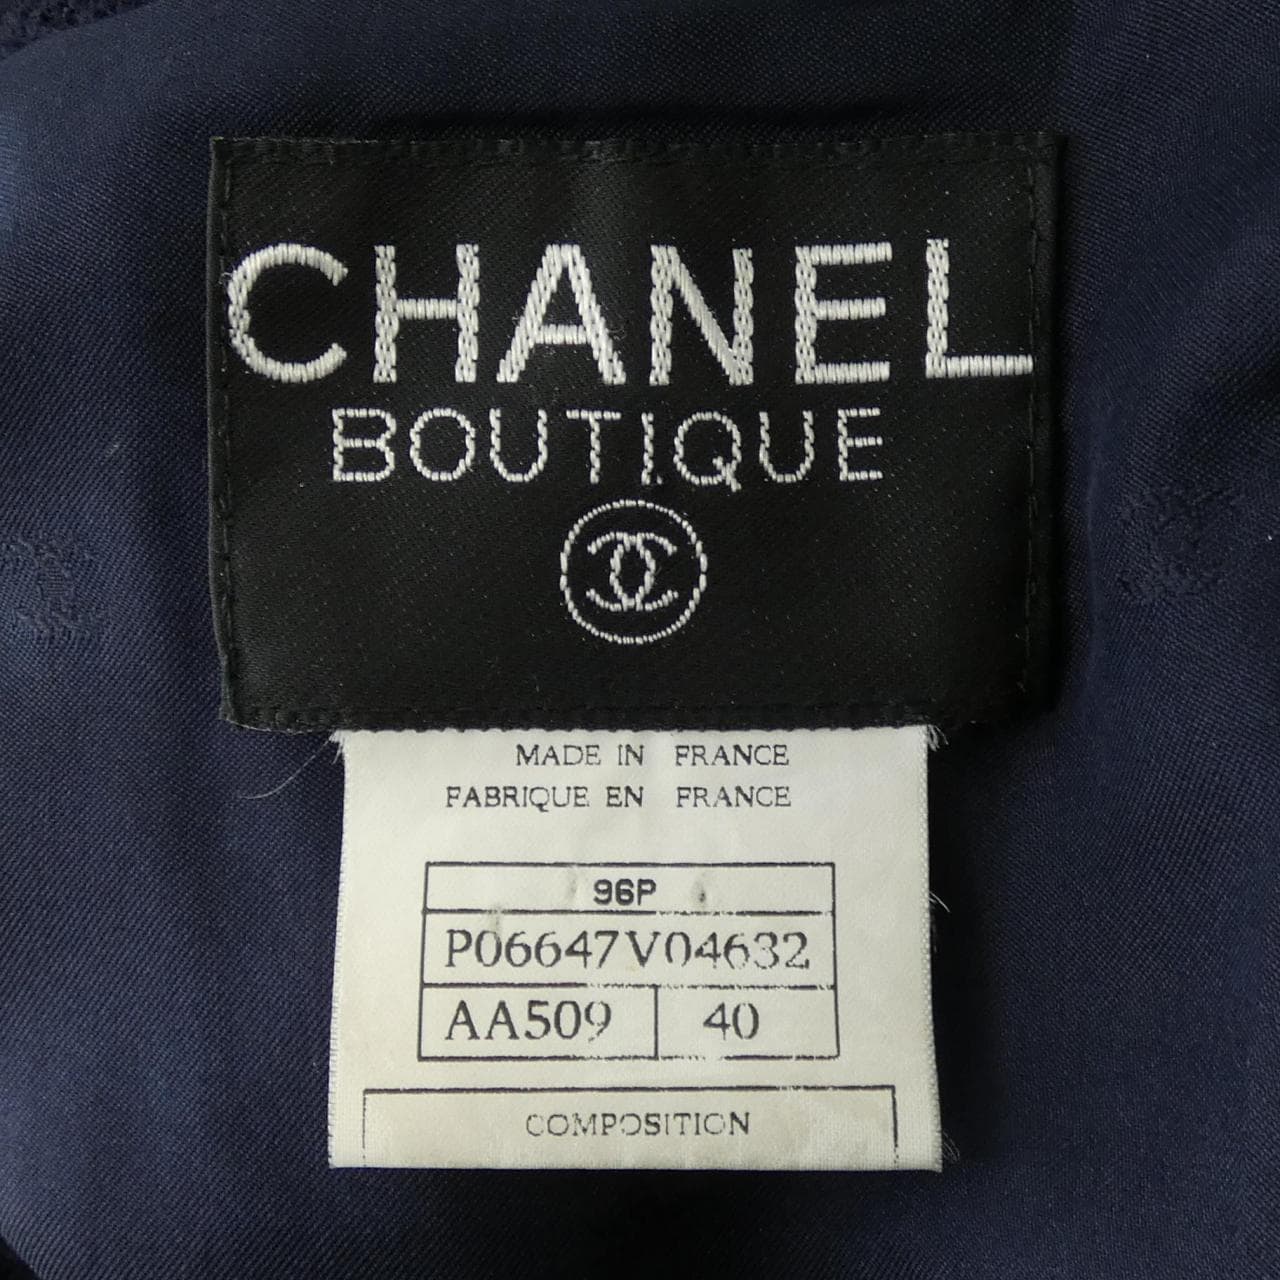 CHANEL
BOUTIQUE
MADE IN FRANCE
FABRIQUE EN FRANCE
96P
P06647V04632
AA509 40
COMPOSITION